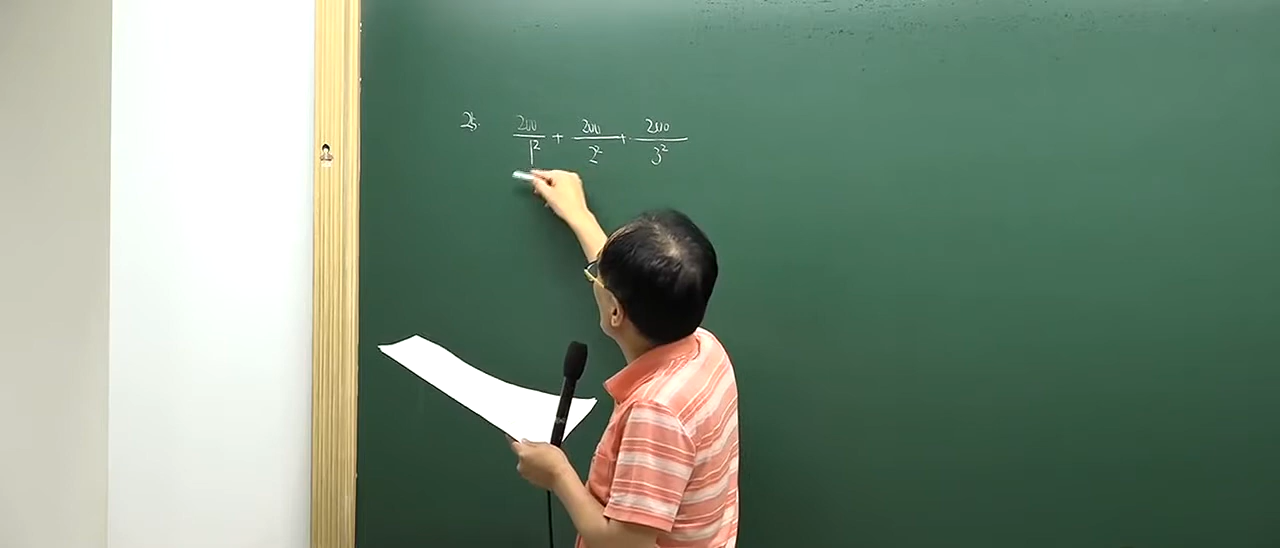 25. 200/1² + 200/2² + 200/3²